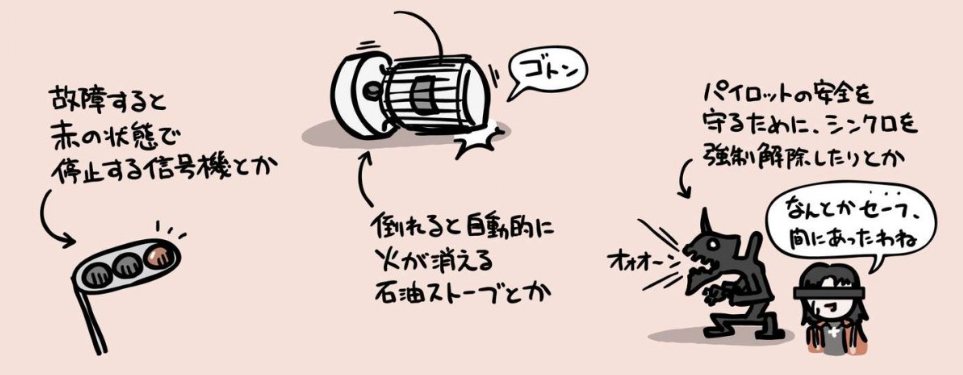 故障すると
赤の状態で
停止する信号機とか
ゴトン
倒れると自動的に
火が消える
石油ストーブとか
パイロットの安全を
守るために、シンクロを
強制解除したりとか
オォオーン
なんとかセーフ、
間にあったわね